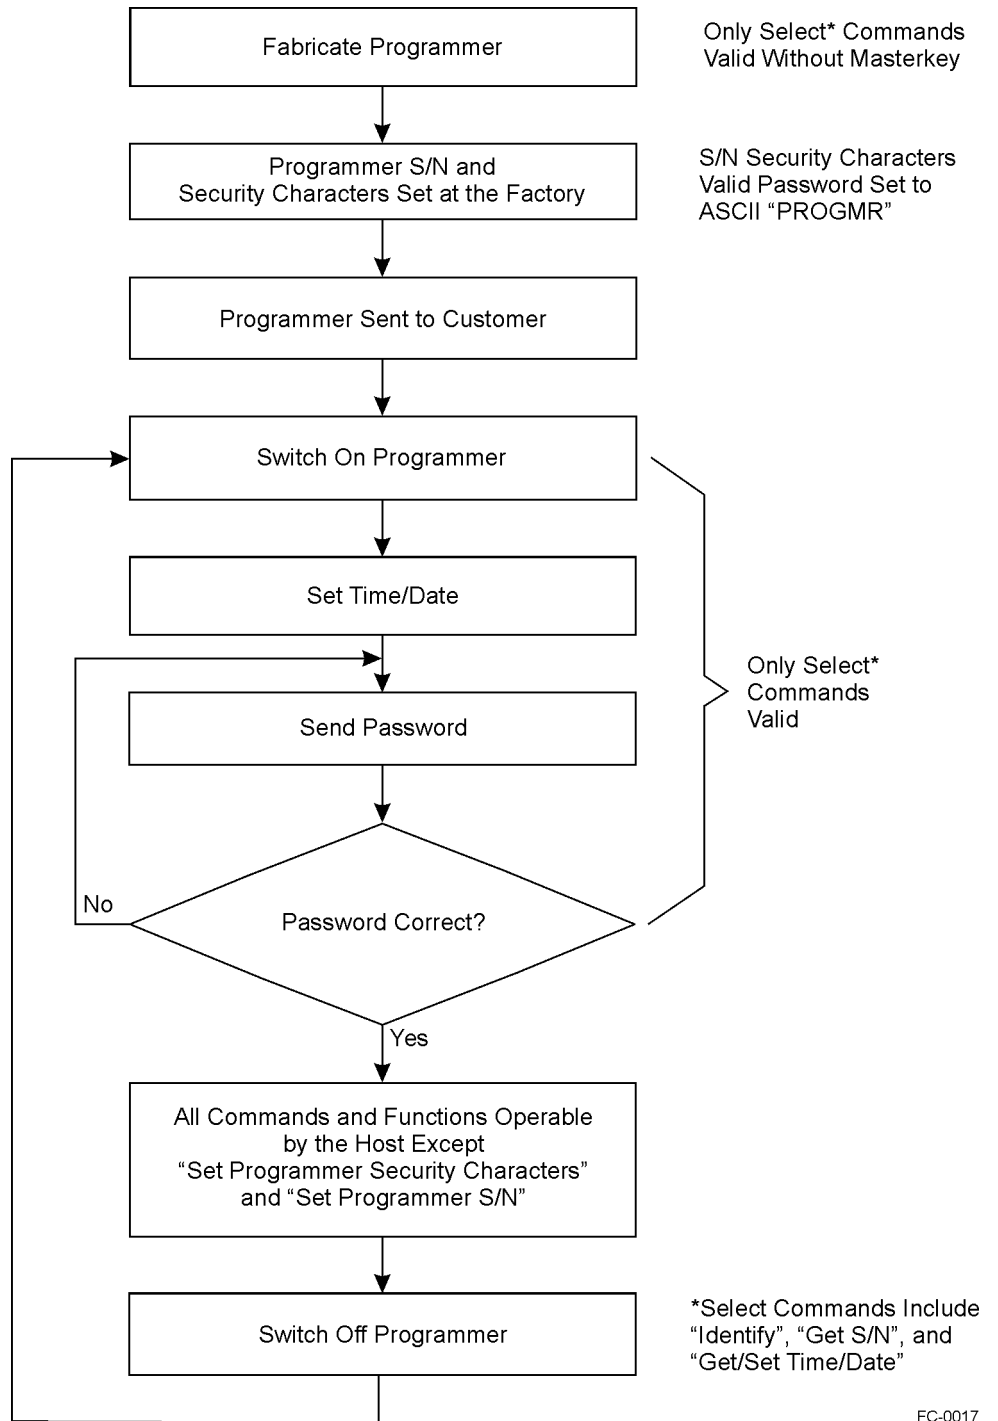 Fabricate Programmer
Only Select* Commands
Valid Without Masterkey
Programmer S/N and
Security Characters Set at the Factory
S/N Security Characters
Valid Password Set to
ASCII “PROGMR”
Programmer Sent to Customer
Switch On Programmer
Set Time/Date
Only Select*
Commands
Valid
Send Password
No
Password Correct?
Yes
All Commands and Functions Operable
by the Host Except
“Set Programmer Security Characters”
and “Set Programmer S/N”
Switch Off Programmer
*Select Commands Include
“Identify”, “Get S/N”, and
“Get/Set Time/Date”
FC-0017